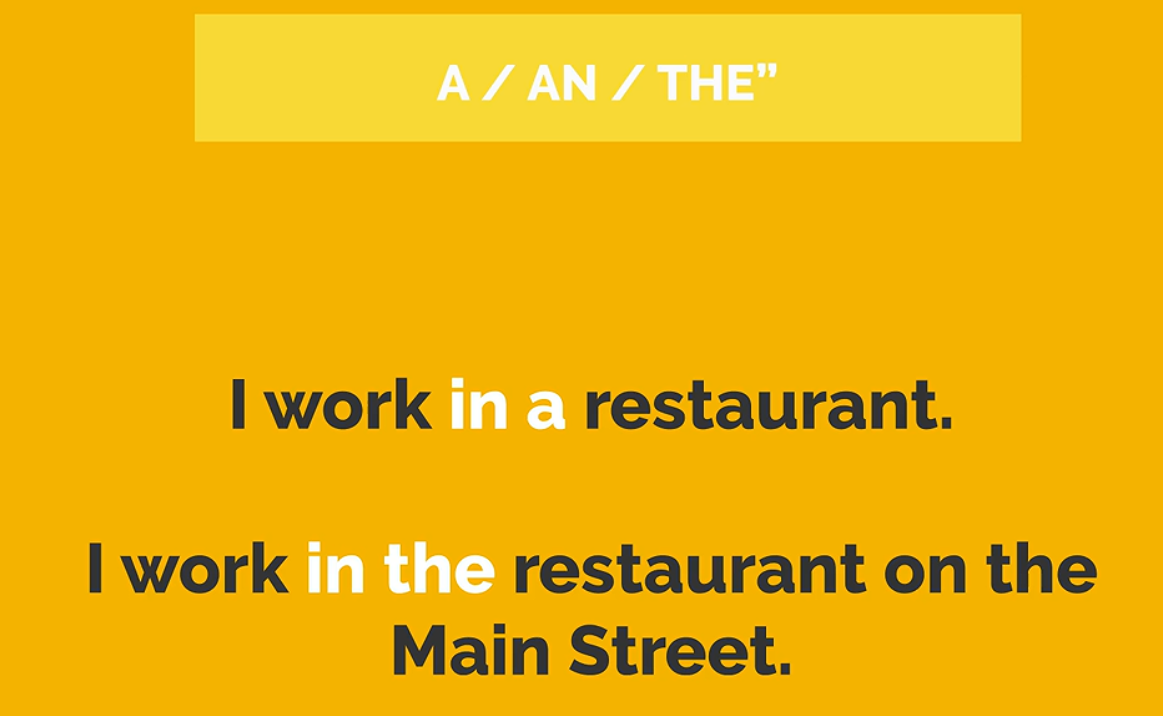 A / AN / THE”
I work in a restaurant.
I work in the restaurant on the
Main Street.